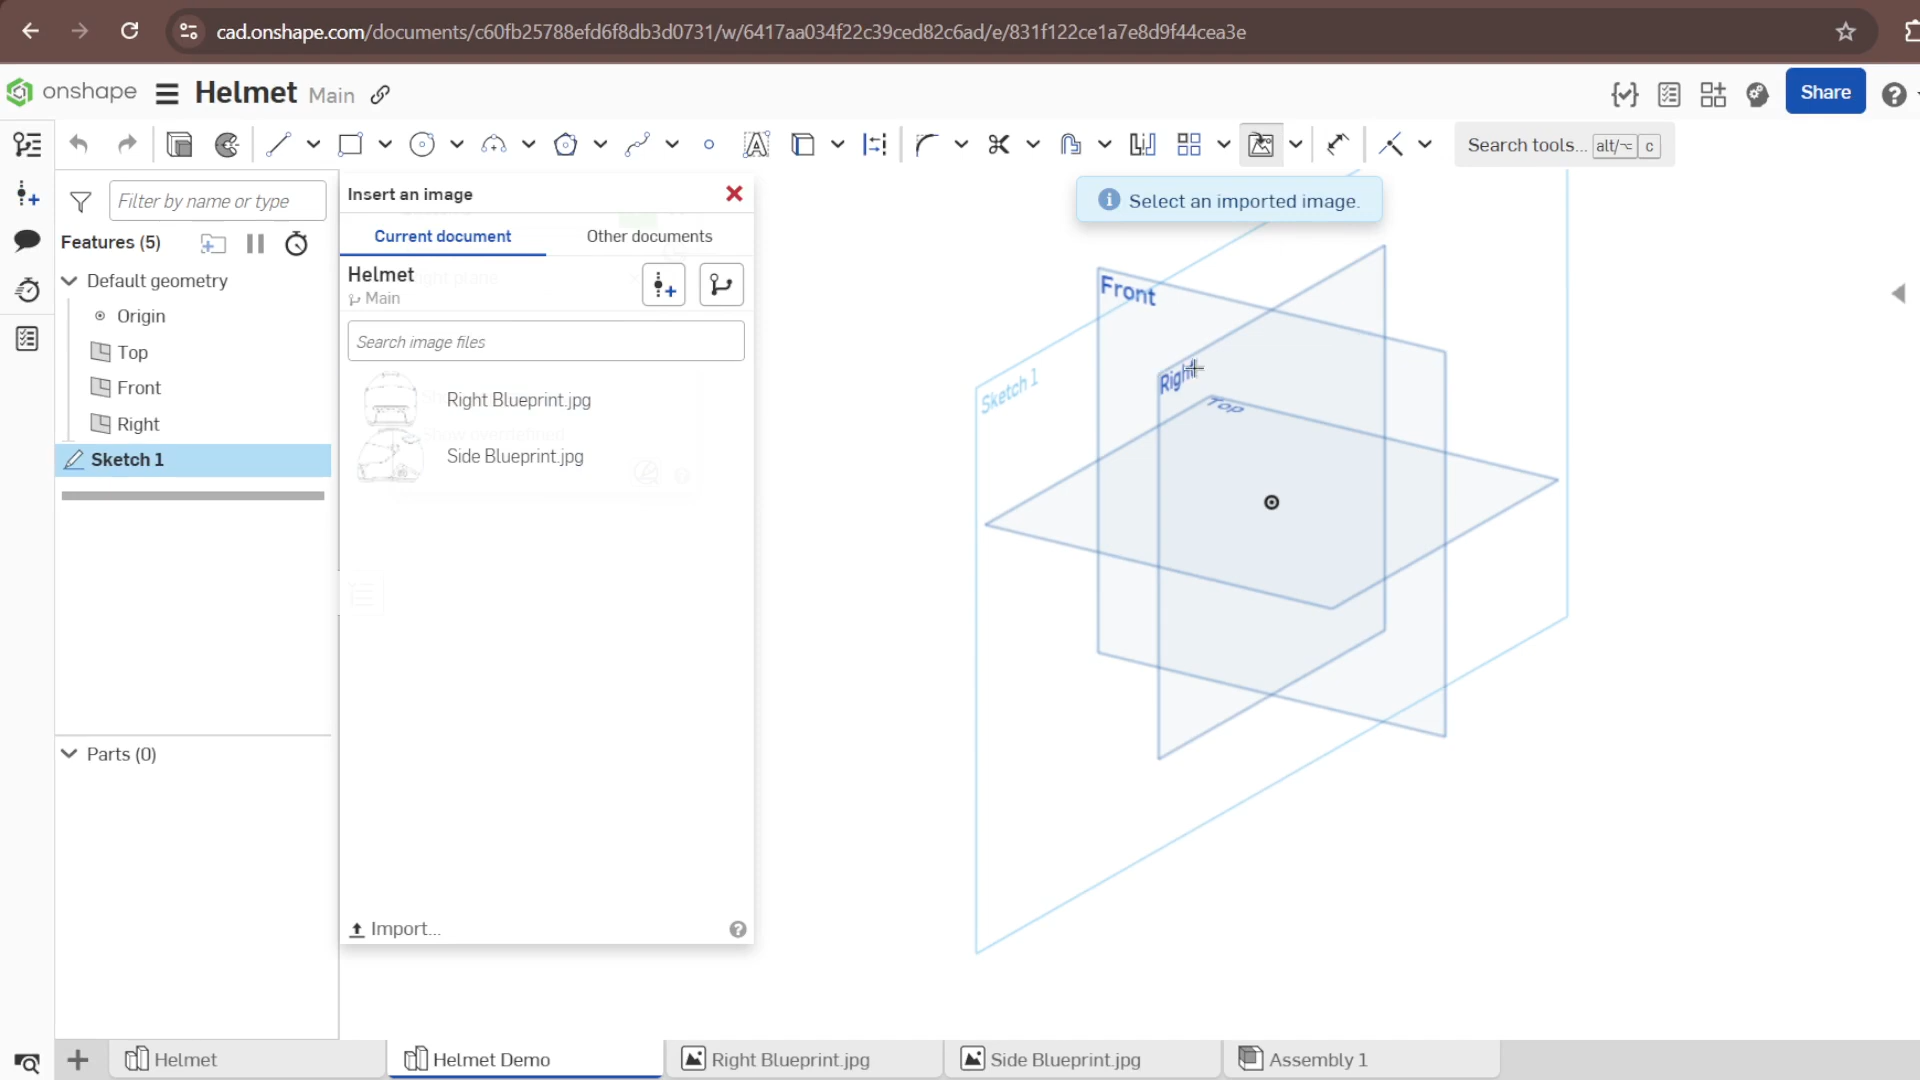 cad.onshape.com/documents/c60fb25788efd6f8db3d0731/w/6417aa034f22c39ced82c6ad/e/831f122ce1a7e8d9f44cea3e
onshape
Helmet Main
Share
Search tools... alt/⌥ c
Filter by name or type
Features (5)
Default geometry
Origin
Top
Front
Right
Sketch 1
Parts (0)
Insert an image
Current document
Other documents
Helmet
Main
Search image files
Right Blueprint.jpg
Side Blueprint.jpg
Import...
Select an imported image.
Front
Right
Sketch 1
Top
Helmet
Helmet Demo
Right Blueprint.jpg
Side Blueprint.jpg
Assembly 1